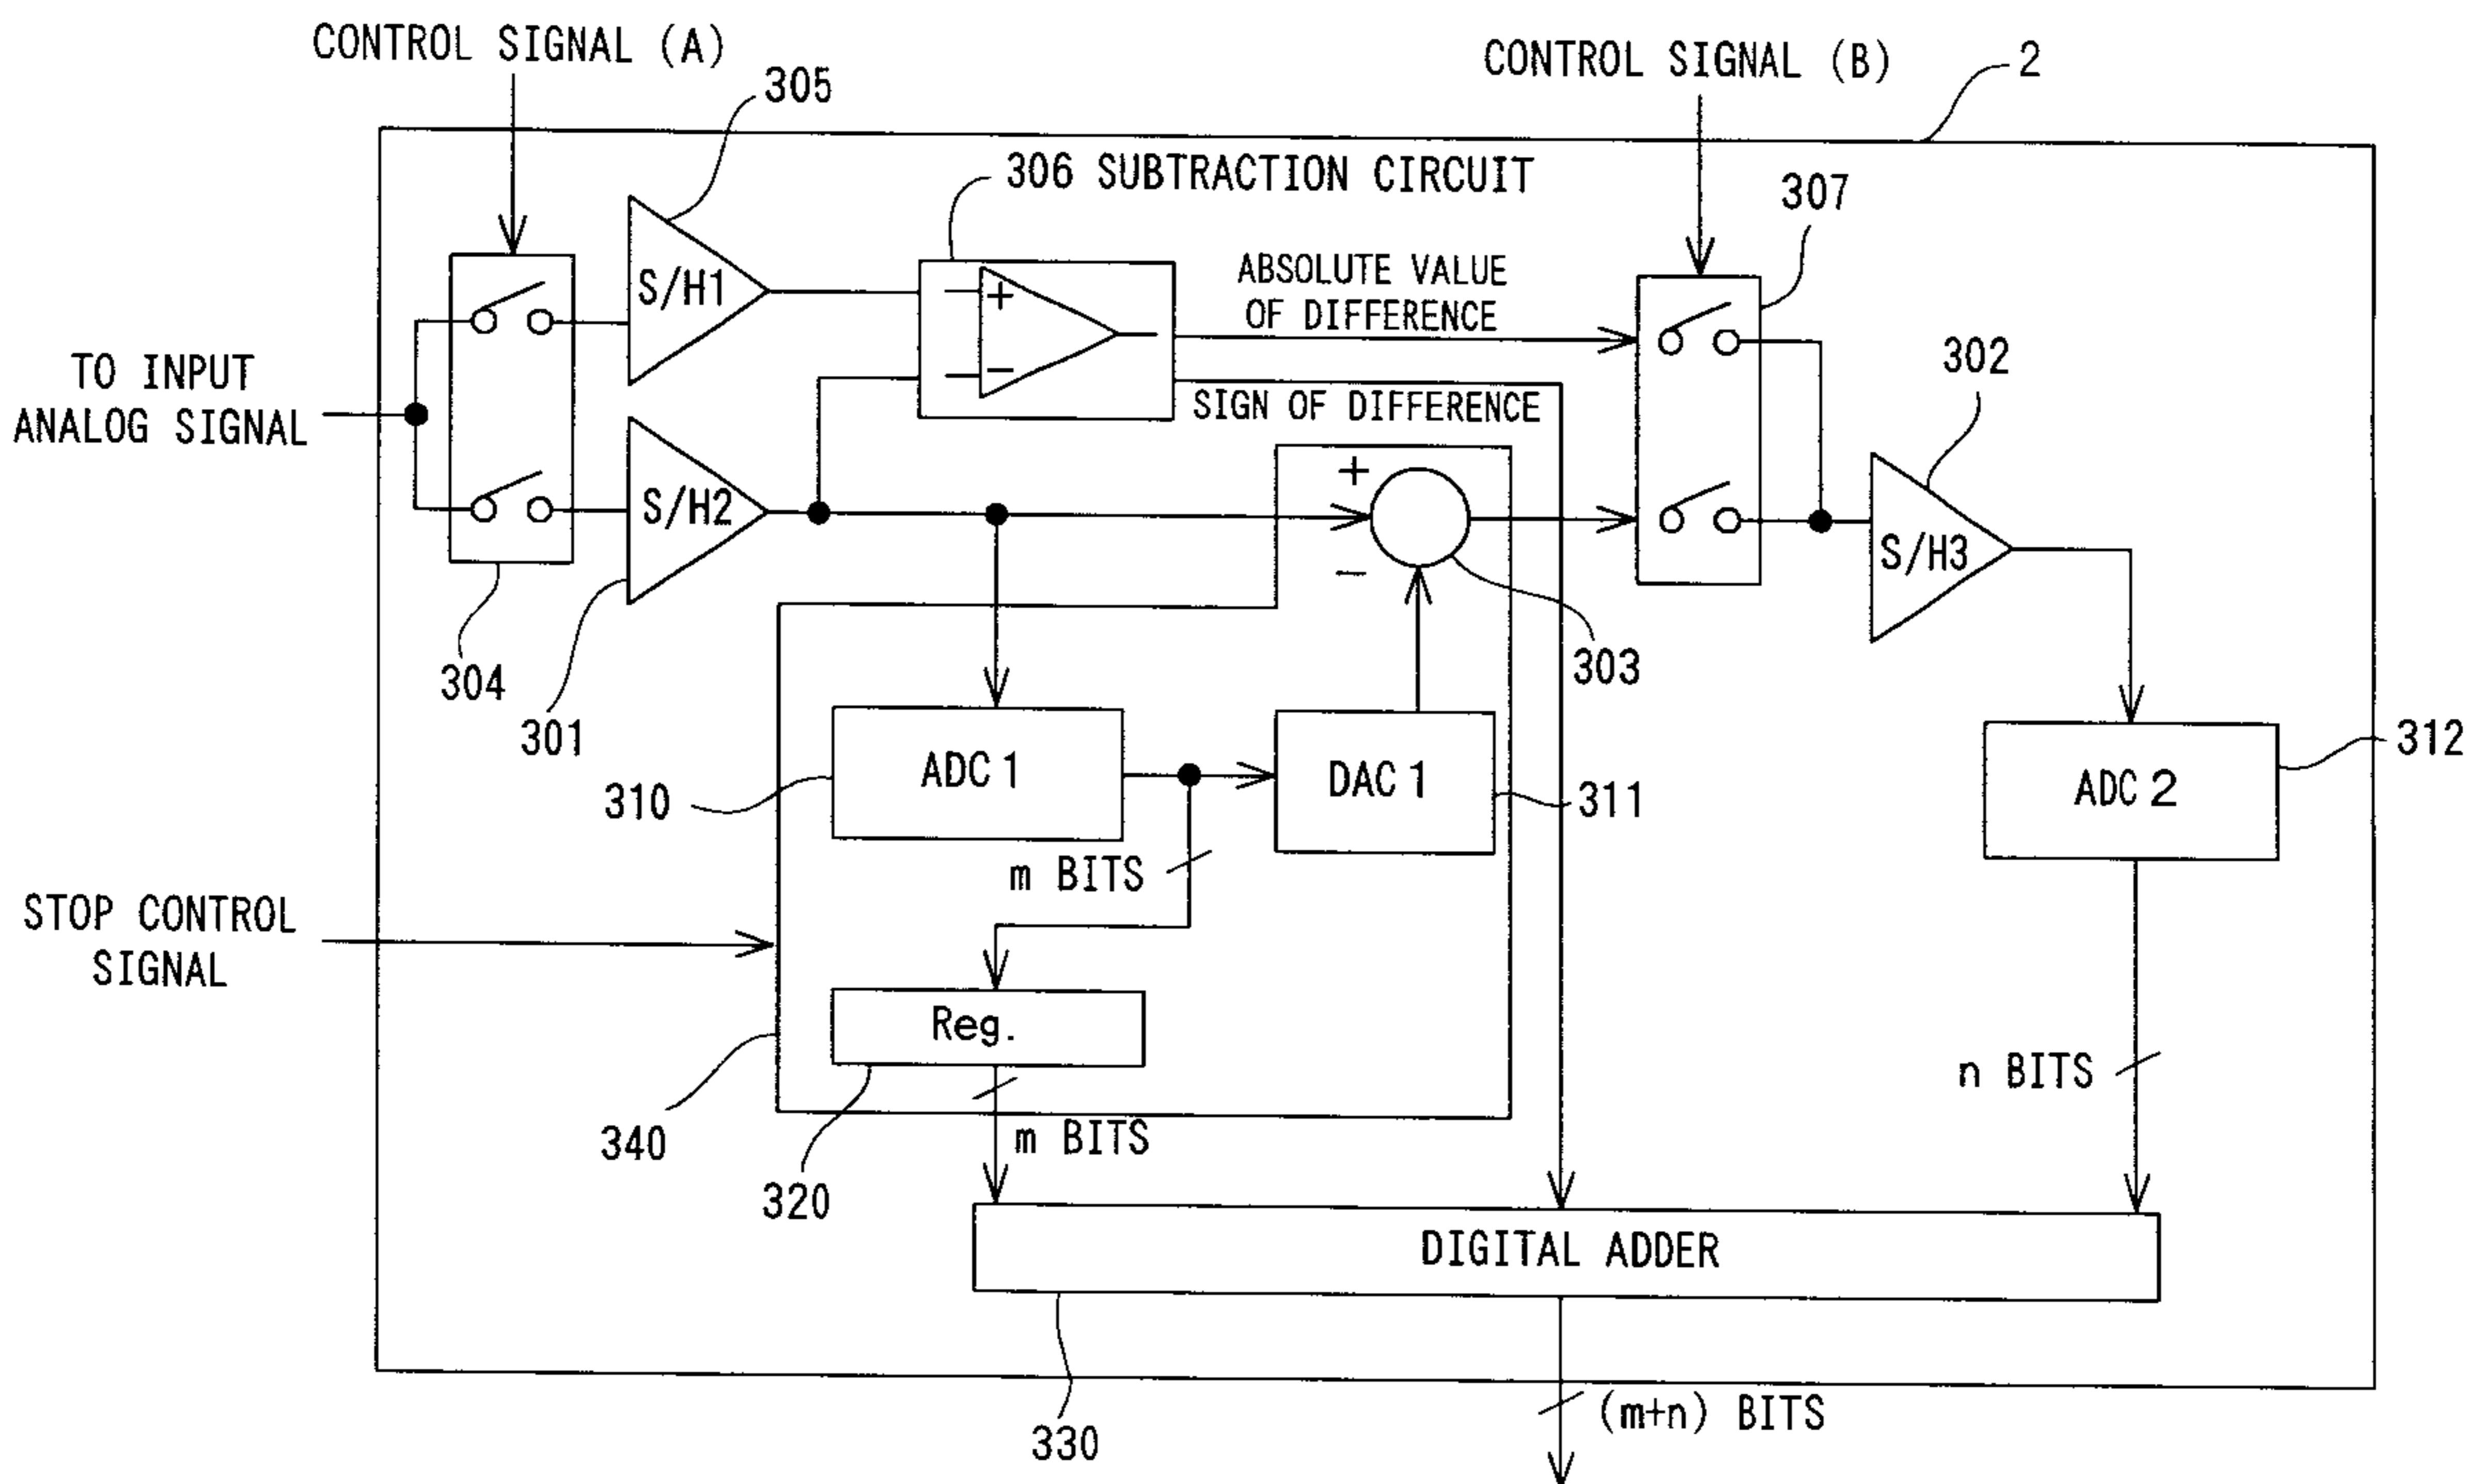 CONTROL SIGNAL (A)
305
CONTROL SIGNAL (B)
2
306 SUBTRACTION CIRCUIT
307
S/H1
+
−
ABSOLUTE VALUE
OF DIFFERENCE
302
TO INPUT
ANALOG SIGNAL
SIGN OF DIFFERENCE
S/H2
+
−
S/H3
304
301
303
310
ADC 1
DAC 1
311
ADC 2
312
m BITS
STOP CONTROL
SIGNAL
Reg.
n BITS
340
320
m BITS
DIGITAL ADDER
330
(m+n) BITS